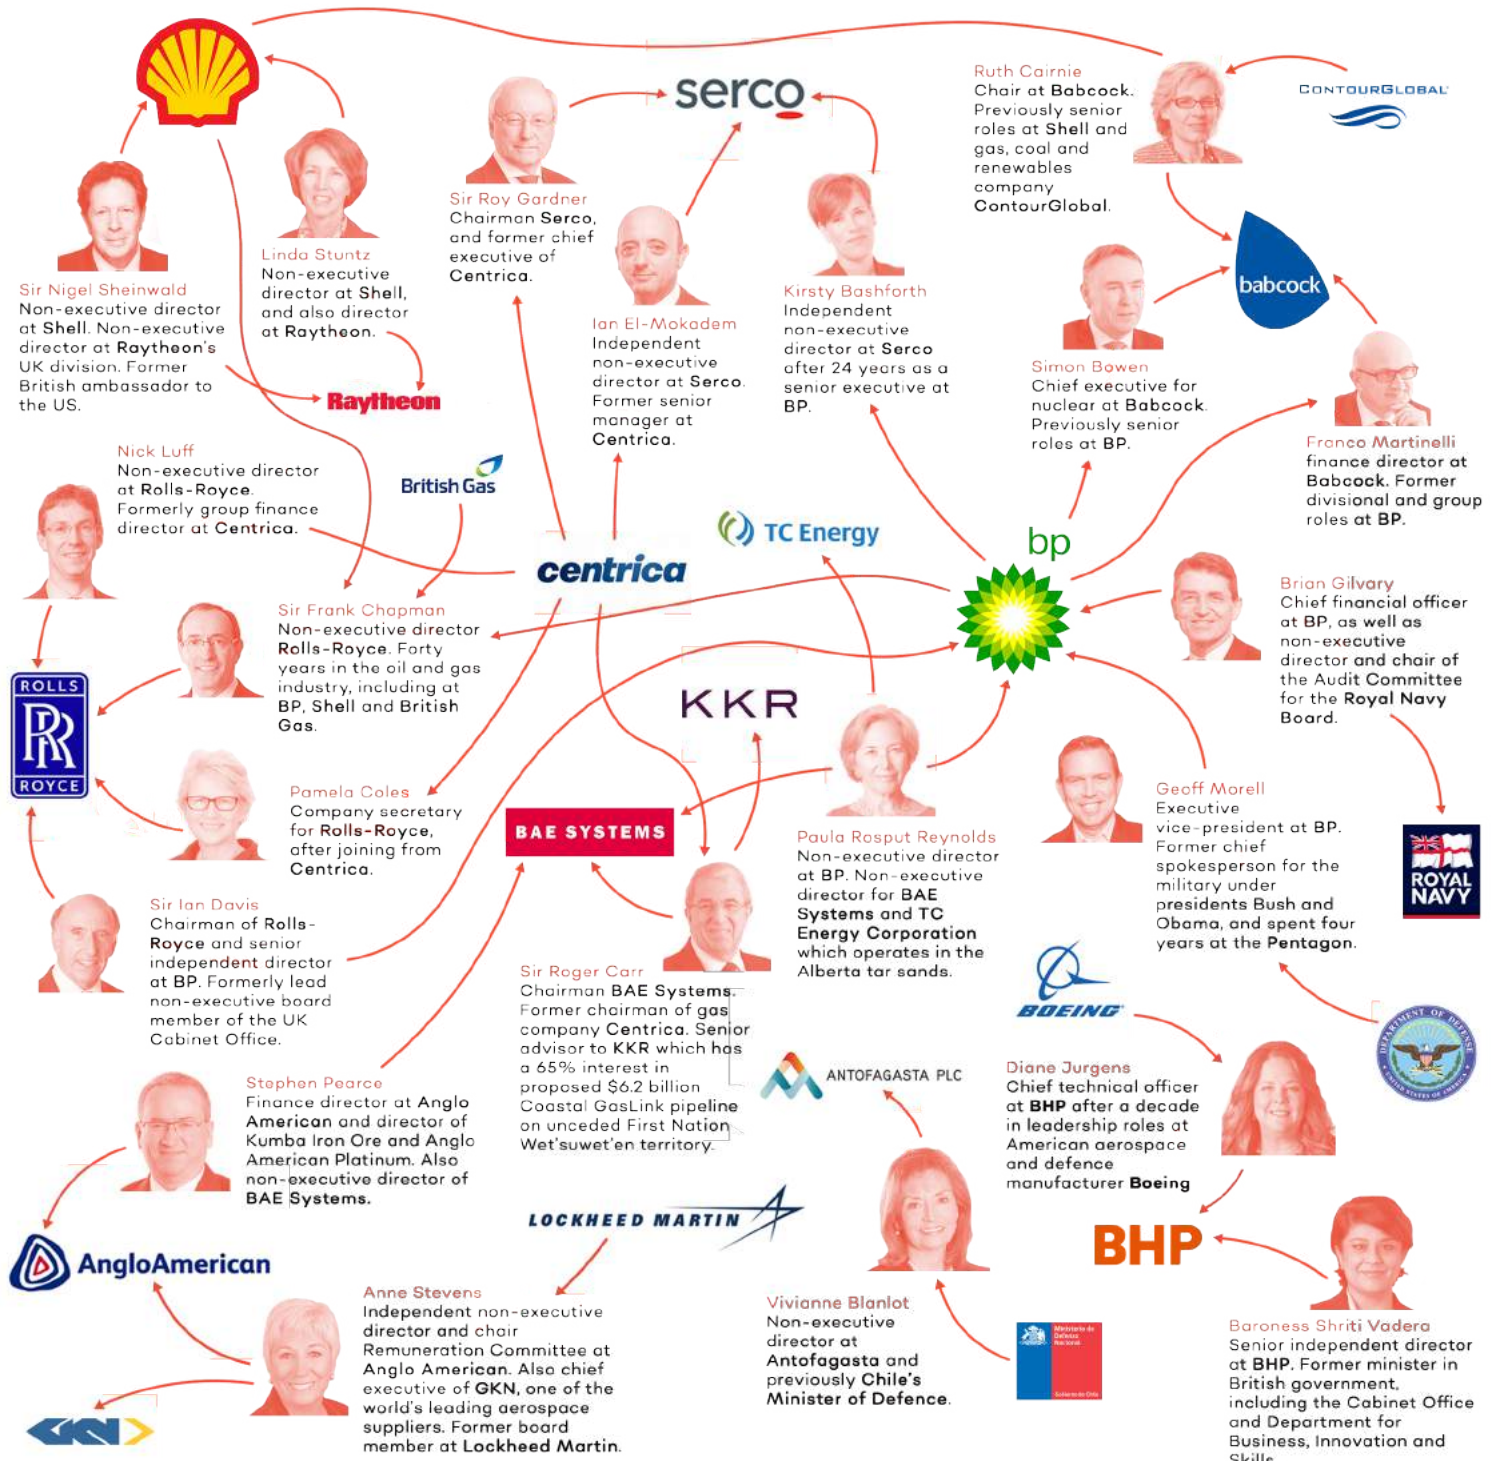 serco
Ruth Cairnie
Chair at Babcock.
Previously senior
roles at Shell and
gas, coal and
renewables
company
ContourGlobal.
CONTOURGLOBAL
Sir Roy Gardner
Chairman Serco,
and former chief
executive of
Centrica.
babcock
Linda Stuntz
Non-executive
director at Shell,
and also director
at Raytheon.
Sir Nigel Sheinwald
Non-executive director
at Shell. Non-executive
director at Raytheon's
UK division. Former
British ambassador to
the US.
Raytheon
Ian El-Mokadem
Independent
non-executive
director at Serco.
Former senior
manager at
Centrica.
Kirsty Bashforth
Independent
non-executive
director at Serco
after 24 years as a
senior executive at
BP.
Simon Bowen
Chief executive for
nuclear at Babcock.
Previously senior
roles at BP.
Franco Martinelli
finance director at
Babcock. Former
divisional and group
roles at BP.
Nick Luff
Non-executive director
at Rolls-Royce.
Formerly group finance
director at Centrica.
British Gas
TC Energy
bp
centrica
Brian Gilvary
Chief financial officer
at BP, as well as
non-executive
director and chair of
the Audit Committee
for the Royal Navy
Board.
Sir Frank Chapman
Non-executive director
Rolls-Royce. Forty
years in the oil and gas
industry, including at
BP, Shell and British
Gas.
ROLLS
RR
ROYCE
KKR
Pamela Coles
Company secretary
for Rolls-Royce,
after joining from
Centrica.
BAE SYSTEMS
Paula Rosput Reynolds
Non-executive director
at BP. Non-executive
director for BAE
Systems and TC
Energy Corporation
which operates in the
Alberta tar sands.
Geoff Morell
Executive
vice-president at BP.
Former chief
spokesperson for the
military under
presidents Bush and
Obama, and spent four
years at the Pentagon.
ROYAL
NAVY
Sir Ian Davis
Chairman of Rolls-
Royce and senior
independent director
at BP. Formerly lead
non-executive board
member of the UK
Cabinet Office.
Sir Roger Carr
Chairman BAE Systems.
Former chairman of gas
company Centrica. Senior
advisor to KKR which has
a 65% interest in
proposed $6.2 billion
Coastal GasLink pipeline
on unceded First Nation
Wet'suwet'en territory.
BOEING
DEPARTMENT OF DEFENSE
UNITED STATES OF AMERICA
Stephen Pearce
Finance director at Anglo
American and director of
Kumba Iron Ore and Anglo
American Platinum. Also
non-executive director of
BAE Systems.
ANTOFAGASTA PLC
Diane Jurgens
Chief technical officer
at BHP after a decade
in leadership roles at
American aerospace
and defence
manufacturer Boeing
LOCKHEED MARTIN
BHP
AngloAmerican
Anne Stevens
Independent non-executive
director and chair
Remuneration Committee at
Anglo American. Also chief
executive of GKN, one of the
world's leading aerospace
suppliers. Former board
member at Lockheed Martin.
Vivianne Blanlot
Non-executive
director at
Antofagasta and
previously Chile's
Minister of Defence.
Ministerio de
Defensa
Nacional
Gobierno de Chile
Baroness Shriti Vadera
Senior independent director
at BHP. Former minister in
British government,
including the Cabinet Office
and Department for
Business, Innovation and
Skills
GKN